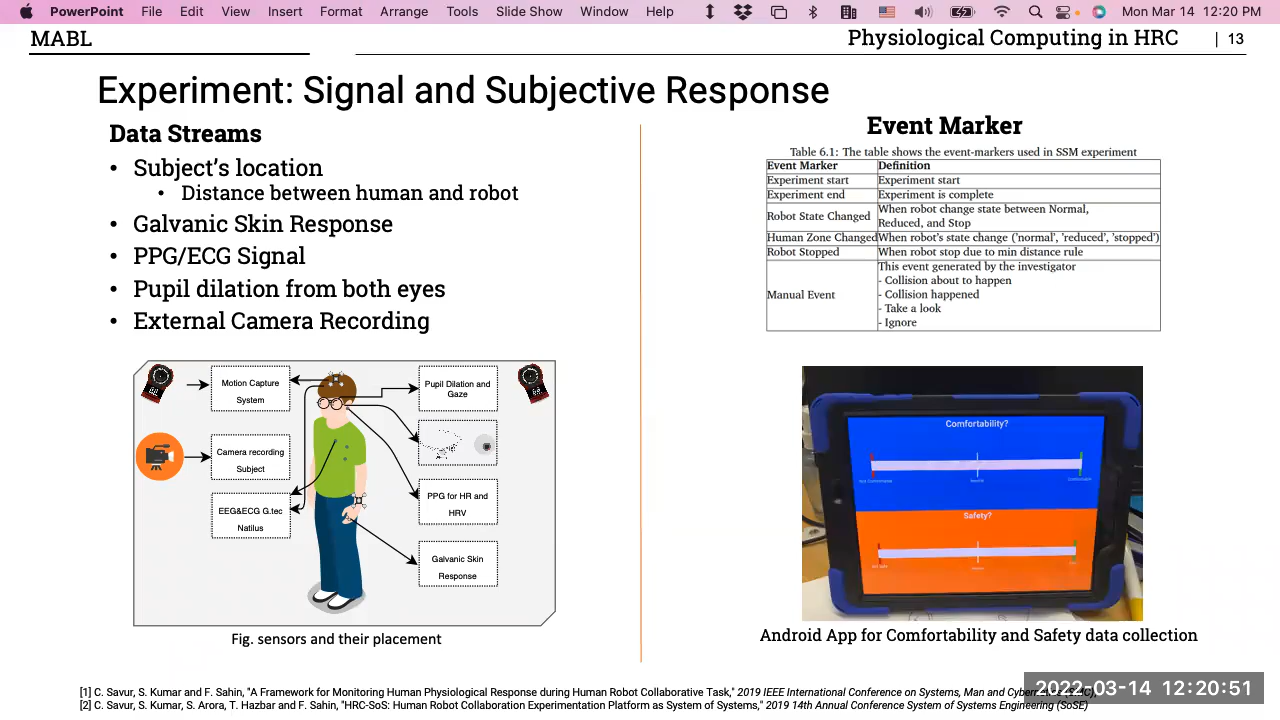 PowerPoint File Edit View Insert Format Arrange Tools Slide Show Window Help Mon Mar 14 12:20 PM
MABL
Physiological Computing in HRC | 13
Experiment: Signal and Subjective Response
Data Streams
• Subject's location
• Distance between human and robot
• Galvanic Skin Response
• PPG/ECG Signal
• Pupil dilation from both eyes
• External Camera Recording
Motion Capture
System
Camera recording
Subject
EEG&ECG G.tec
Natilus
Pupil Dilation and
Gaze
PPG for HR and
HRV
Galvanic Skin
Response
Fig. sensors and their placement
Event Marker
Table 6.1: The table shows the event-markers used in SSM experiment
Event Marker Definition
Experiment start Experiment start
Experiment end Experiment is complete
Robot State Changed When robot change state between Normal,
Reduced, and Stop
Human Zone Changed When robot's state change ('normal', 'reduced', 'stopped')
Robot Stopped When robot stop due to min distance rule
Manual Event This event generated by the investigator
- Collision about to happen
- Collision happened
- Take a look
- Ignore
Comfortability?
Safety?
Android App for Comfortability and Safety data collection
[1] C. Savur, S. Kumar and F. Sahin, "A Framework for Monitoring Human Physiological Response during Human Robot Collaborative Task," 2019 IEEE International Conference on Systems, Man and
[2] C. Savur, S. Kumar, S. Arora, T. Hazbar and F. Sahin, "HRC-SoS: Human Robot Collaboration Experimentation Platform as System of Systems," 2019 14th Annual Conference System of Systems Engineering (SoSE)
2022-03-14 12:20:51